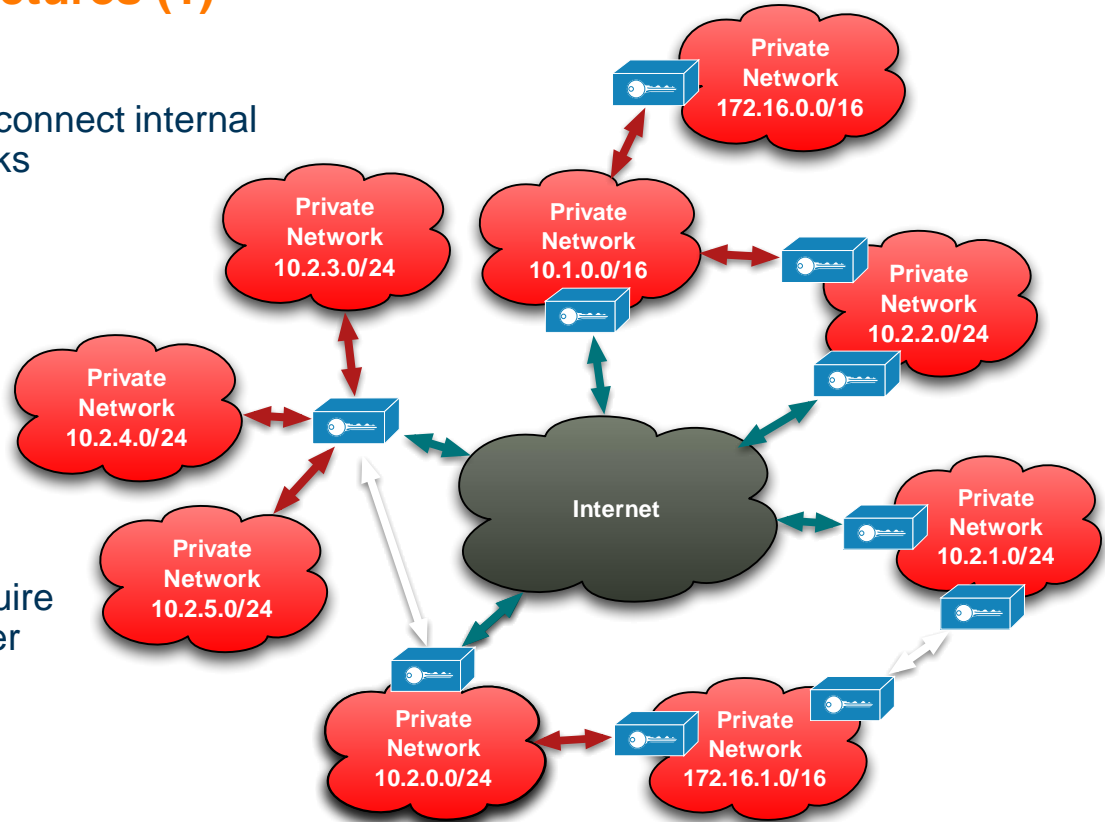 ctures (1)
connect internal
ks
uire
er
Private
Network
172.16.0.0/16
Private
Network
10.2.3.0/24
Private
Network
10.1.0.0/16
Private
Network
10.2.2.0/24
Private
Network
10.2.4.0/24
Internet
Private
Network
10.2.1.0/24
Private
Network
10.2.5.0/24
Private
Network
10.2.0.0/24
Private
Network
172.16.1.0/16